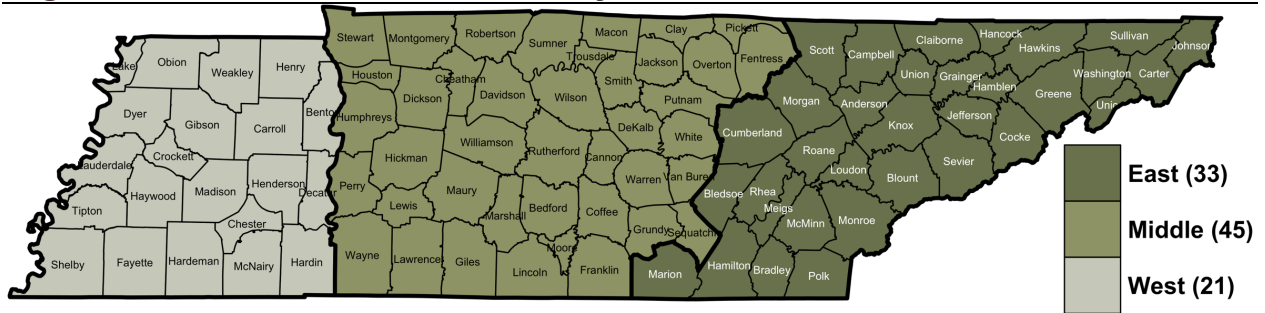 Stewart
Montgomery
Robertson
Sumner
Macon
Clay
Pickett
Trousdale
Jackson
Overton
Fentress
Scott
Campbell
Claiborne
Hancock
Hawkins
Sullivan
Johnson
Lake
Obion
Weakley
Henry
Houston
Cheatham
Smith
Union
Grainger
Hamblen
Washington
Carter
Dyer
Gibson
Carroll
Bento
Humphreys
Dickson
Davidson
Wilson
Putnam
Morgan
Anderson
Knox
Jefferson
Greene
Unic
DeKalb
White
Cumberland
Cocke
Crockett
Lauderdale
Haywood
Madison
Henderson
Decatur
Perry
Hickman
Williamson
Rutherford
Cannon
Warren
Van Buren
Roane
Loudon
Blount
Sevier
Tipton
Chester
Lewis
Maury
Marshall
Bedford
Coffee
Grundy
Sequatchi
Bledsoe
Rhea
Meigs
McMinn
Monroe
Shelby
Fayette
Hardeman
McNairy
Hardin
Wayne
Lawrence
Giles
Lincoln
Moore
Franklin
Marion
Hamilton
Bradley
Polk
East (33)
Middle (45)
West (21)